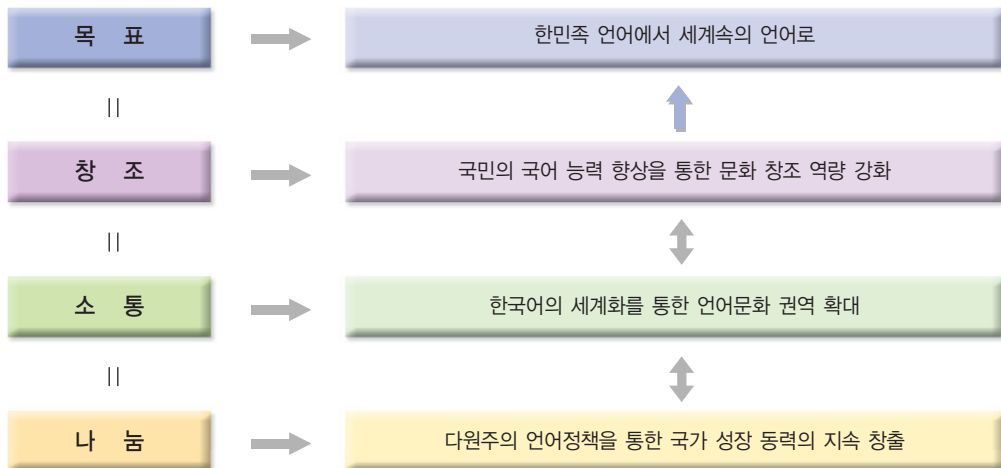 목 표
한민족 언어에서 세계속의 언어로
창 조
국민의 국어 능력 향상을 통한 문화 창조 역량 강화
소 통
한국어의 세계화를 통한 언어문화 권역 확대
나 눔
다원주의 언어정책을 통한 국가 성장 동력의 지속 창출